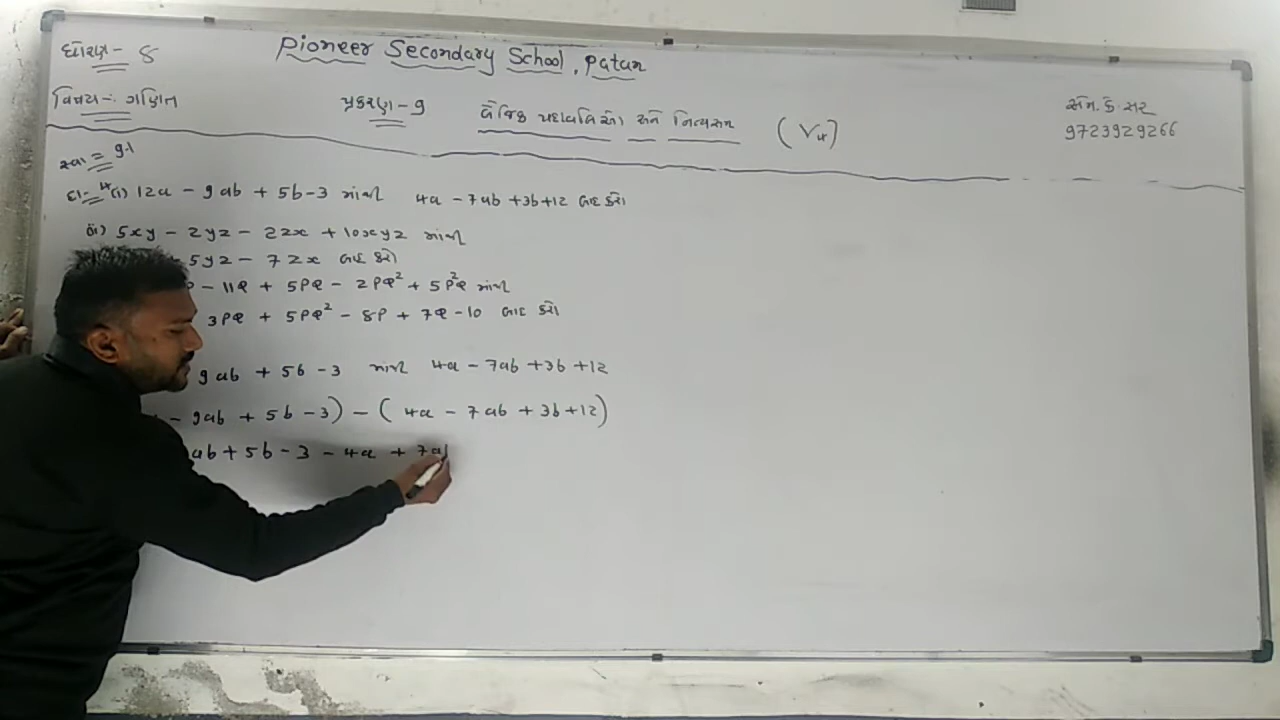 ધોરણ - 8
Pioneer Secondary School, Patan
વિષય :- ગણિત
પ્રકરણ - 9
બૈજિક પદાવલિઓ અને નિત્યસમ (V4)
એન. કે. સર
9723929266
સ્વા = 9.1
દા = 4 (i) 12a - 9ab + 5b - 3 માંથી 4a - 7ab + 3b + 12 બાદ કરો
(ii) 5xy - 2yz - 2zx + 10xyz માંથી
5yz - 7zx બાદ કરો
- 11q + 5pq - 2pq² + 5p²q માંથી
3pq + 5pq² - 8p + 7q - 10 બાદ કરો
9ab + 5b - 3 માંથી 4a - 7ab + 3b + 12
- 9ab + 5b - 3) - (4a - 7ab + 3b + 12)
ab + 5b - 3 - 4a + 7a